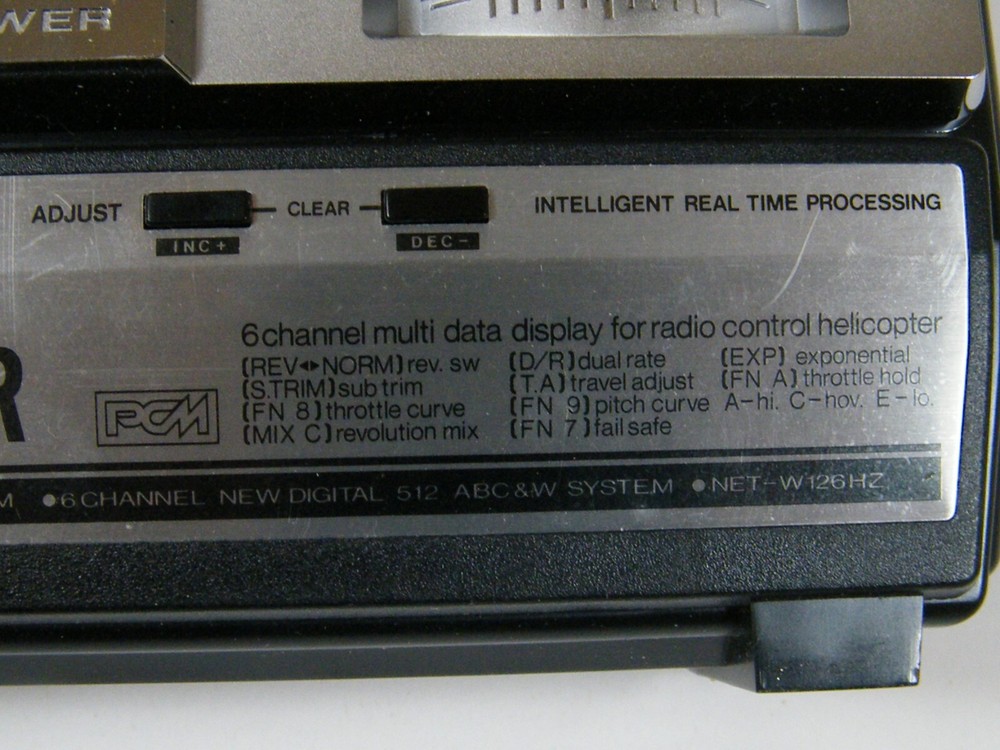 WER
ADJUST CLEAR INTELLIGENT REAL TIME PROCESSING
INC+ DEC-
6channel multi data display for radio control helicopter
(REV◂▸NORM)rev. sw (D/R)dual rate (EXP) exponential
(S.TRIM)sub trim (T.A)travel adjust (FN A)throttle hold
(FN 8)throttle curve (FN 9)pitch curve A-hi. C-hov. E-lo.
(MIX C)revolution mix (FN 7)fail safe
R
PCM
M ●6 CHANNEL NEW DIGITAL 512 ABC&W SYSTEM ●NET-W126HZ